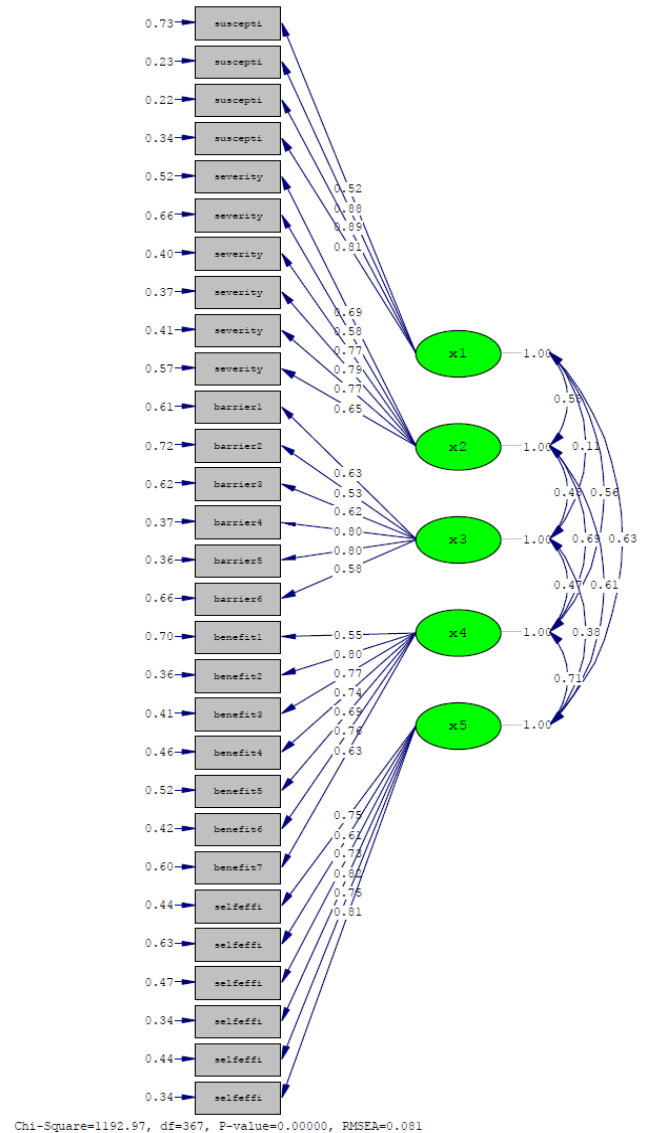 0.73 suscepti
0.23 suscepti
0.22 suscepti
0.34 suscepti
0.52 severity
0.66 severity
0.40 severity
0.37 severity
0.41 severity
0.57 severity
0.61 barrier1
0.72 barrier2
0.62 barrier3
0.37 barrier4
0.36 barrier5
0.66 barrier6
0.70 benefit1
0.36 benefit2
0.41 benefit3
0.46 benefit4
0.52 benefit5
0.42 benefit6
0.60 benefit7
0.44 selfeffi
0.63 selfeffi
0.47 selfeffi
0.34 selfeffi
0.44 selfeffi
0.34 selfeffi
0.52
0.88
0.89
0.81
0.69
0.58
0.77
0.79
0.77
0.65
0.63
0.53
0.62
0.80
0.80
0.58
0.55
0.80
0.77
0.74
0.69
0.76
0.63
0.75
0.61
0.73
0.82
0.75
0.81
x1 1.00
x2 1.00
x3 1.00
x4 1.00
x5 1.00
0.11
0.56
0.69
0.63
0.61
0.38
0.71
Chi-Square=1192.97, df=367, P-value=0.00000, RMSEA=0.081